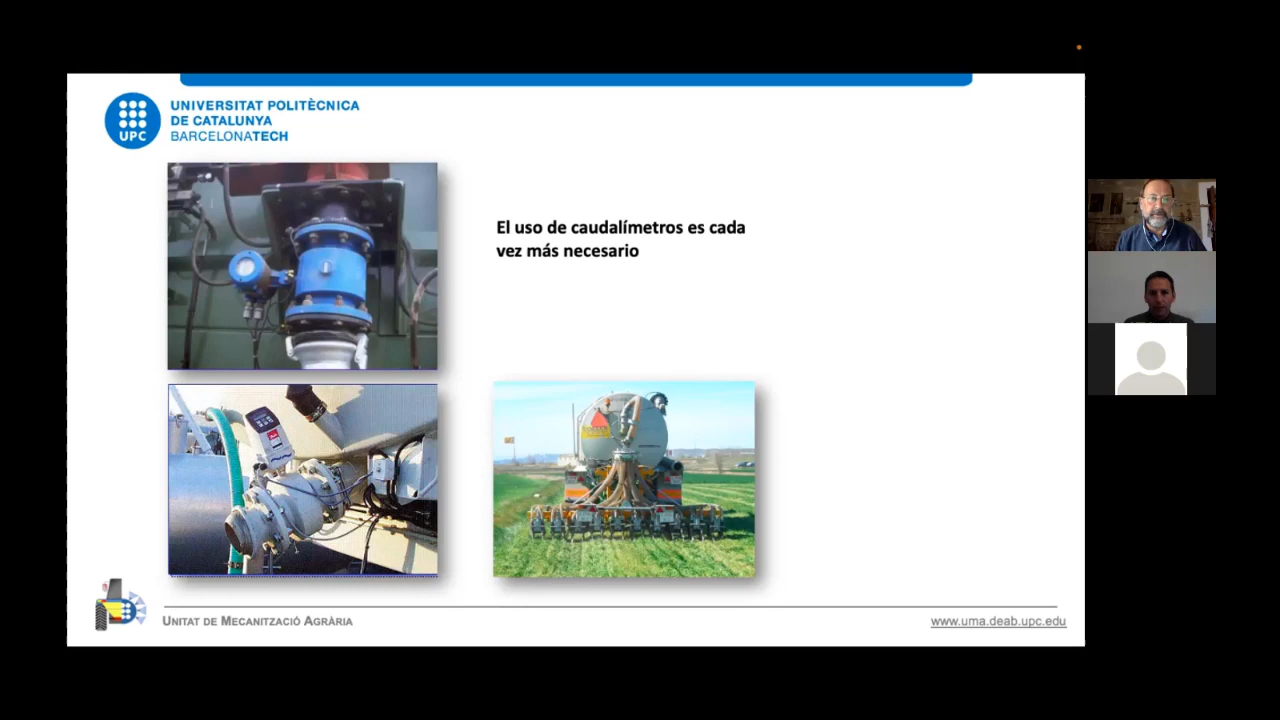 UNIVERSITAT POLITÈCNICA
DE CATALUNYA
BARCELONATECH
UPC
El uso de caudalímetros es cada
vez más necesario
UNITAT DE MECANITZACIÓ AGRÀRIA
www.uma.deab.upc.edu